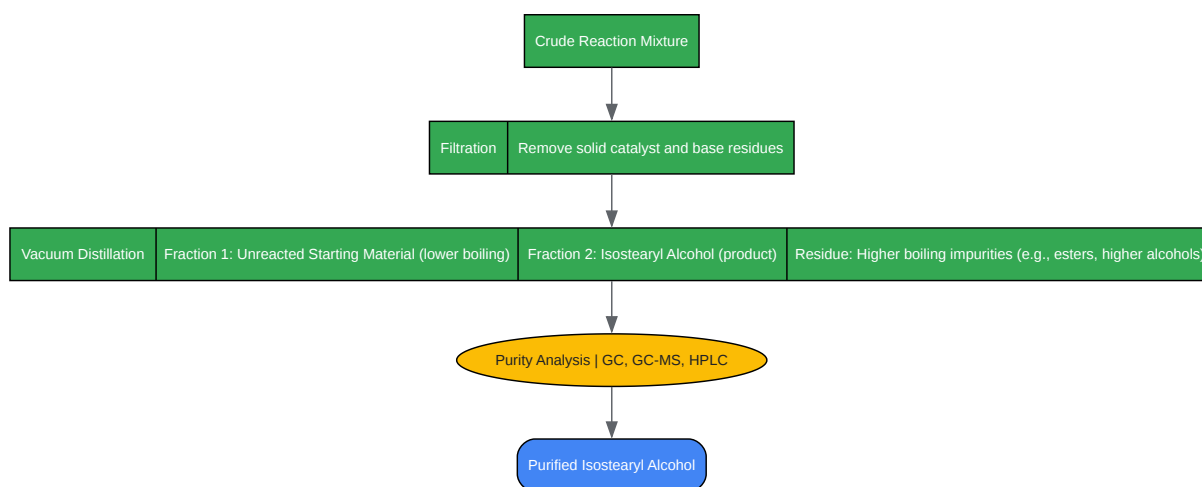 Crude Reaction Mixture
Filtration
Remove solid catalyst and base residues
Vacuum Distillation
Fraction 1: Unreacted Starting Material (lower boiling)
Fraction 2: Isostearyl Alcohol (product)
Residue: Higher boiling impurities (e.g., esters, higher alcohols)
Purity Analysis | GC, GC-MS, HPLC
Purified Isostearyl Alcohol